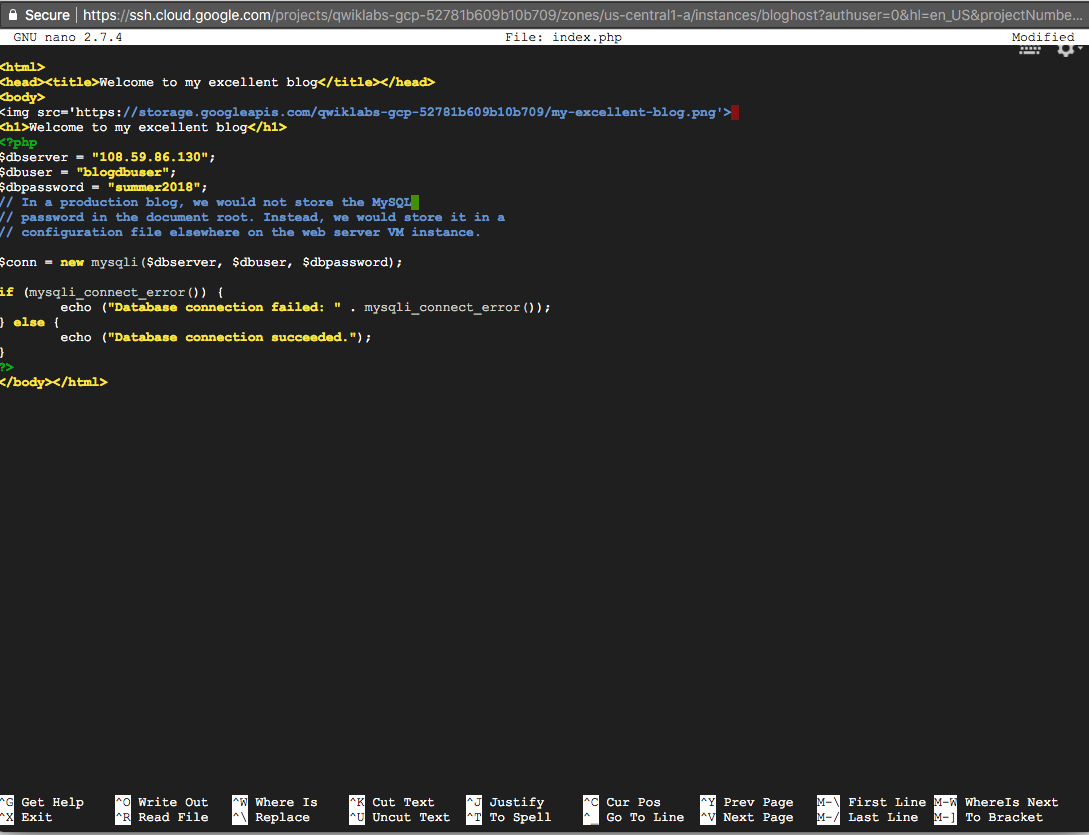 Secure | https://ssh.cloud.google.com/projects/qwiklabs-gcp-52781b609b10b709/zones/us-central1-a/instances/bloghost?authuser=0&hl=en_US&projectNumbe...
GNU nano 2.7.4 File: index.php Modified
<html>
<head><title>Welcome to my excellent blog</title></head>
<body>
<img src='https://storage.googleapis.com/qwiklabs-gcp-52781b609b10b709/my-excellent-blog.png'>
<h1>Welcome to my excellent blog</h1>
<?php
$dbserver = "108.59.86.130";
$dbuser = "blogdbuser";
$dbpassword = "summer2018";
// In a production blog, we would not store the MySQL
// password in the document root. Instead, we would store it in a
// configuration file elsewhere on the web server VM instance.
$conn = new mysqli($dbserver, $dbuser, $dbpassword);
if (mysqli_connect_error()) {
        echo ("Database connection failed: " . mysqli_connect_error());
} else {
        echo ("Database connection succeeded.");
}
?>
</body></html>
^G Get Help ^O Write Out ^W Where Is ^K Cut Text ^J Justify ^C Cur Pos ^Y Prev Page M-\ First Line M-W WhereIs Next
^X Exit ^R Read File ^\ Replace ^U Uncut Text ^T To Spell ^_ Go To Line ^V Next Page M-/ Last Line M-] To Bracket